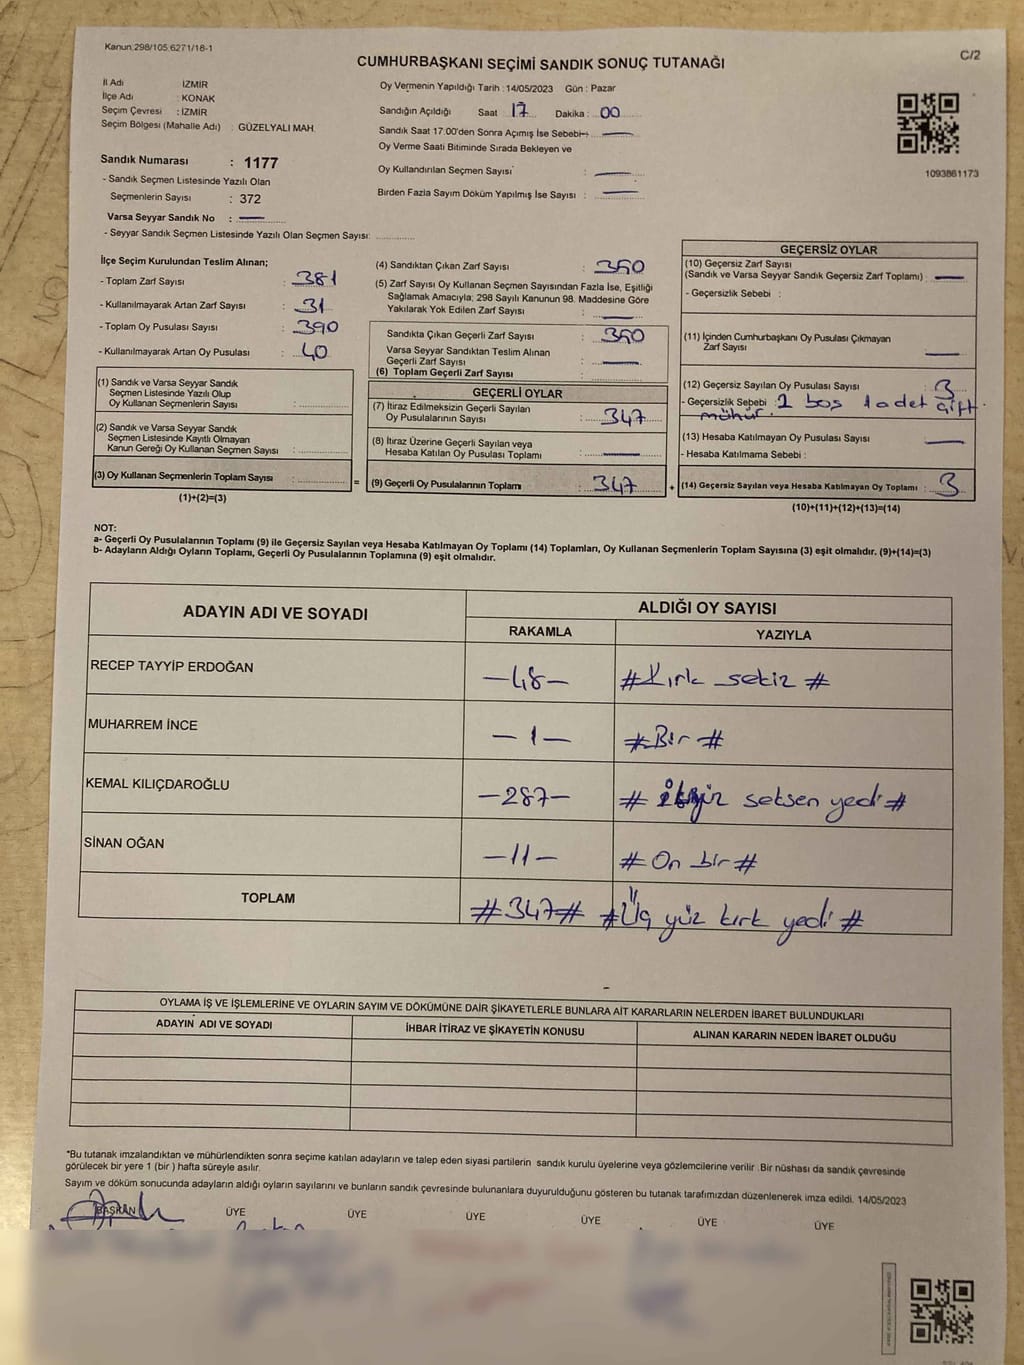 Kanun;298/105,6271/18-1
C/2
CUMHURBAŞKANI SEÇİMİ SANDIK SONUÇ TUTANAĞI
İl Adı : İZMİR
İlçe Adı : KONAK
Seçim Çevresi : İZMİR
Seçim Bölgesi (Mahalle Adı) : GÜZELYALI MAH.
Sandık Numarası : 1177
- Sandık Seçmen Listesinde Yazılı Olan
Seçmenlerin Sayısı : 372
Varsa Seyyar Sandık No : —
- Seyyar Sandık Seçmen Listesinde Yazılı Olan Seçmen Sayısı: ............
Oy Vermenin Yapıldığı Tarih : 14/05/2023 Gün : Pazar
Sandığın Açıldığı Saat 17 Dakika : 00
Sandık Saat 17:00'den Sonra Açımış İse Sebebi : —
Oy Verme Saati Bitiminde Sırada Bekleyen ve
Oy Kullandırılan Seçmen Sayısı : —
Birden Fazla Sayım Döküm Yapılmış İse Sayısı : —
1093861173
İlçe Seçim Kurulundan Teslim Alınan;
- Toplam Zarf Sayısı : 381
- Kullanılmayarak Artan Zarf Sayısı : 31
- Toplam Oy Pusulası Sayısı : 390
- Kullanılmayarak Artan Oy Pusulası : 40
(1) Sandık ve Varsa Seyyar Sandık
Seçmen Listesinde Yazılı Olup
Oy Kullanan Seçmenlerin Sayısı : ............
(2) Sandık ve Varsa Seyyar Sandık
Seçmen Listesinde Kayıtlı Olmayan
Kanun Gereği Oy Kullanan Seçmen Sayısı : ............
(3) Oy Kullanan Seçmenlerin Toplam Sayısı : ............
(1)+(2)=(3)
(4) Sandıktan Çıkan Zarf Sayısı : 350
(5) Zarf Sayısı Oy Kullanan Seçmen Sayısından Fazla İse, Eşitliği
Sağlamak Amacıyla; 298 Sayılı Kanunun 98. Maddesine Göre
Yakılarak Yok Edilen Zarf Sayısı : —
Sandıkta Çıkan Geçerli Zarf Sayısı : 350
Varsa Seyyar Sandıktan Teslim Alınan
Geçerli Zarf Sayısı : —
(6) Toplam Geçerli Zarf Sayısı : ............
GEÇERLİ OYLAR
(7) İtiraz Edilmeksizin Geçerli Sayılan
Oy Pusulalarının Sayısı : 347
(8) İtiraz Üzerine Geçerli Sayılan veya
Hesaba Katılan Oy Pusulası Toplamı : —
= (9) Geçerli Oy Pusulalarının Toplamı : 347
GEÇERSİZ OYLAR
(10) Geçersiz Zarf Sayısı
(Sandık ve Varsa Seyyar Sandık Geçersiz Zarf Toplamı) : —
- Geçersizlik Sebebi :
(11) İçinden Cumhurbaşkanı Oy Pusulası Çıkmayan
Zarf Sayısı : —
(12) Geçersiz Sayılan Oy Pusulası Sayısı : 3
- Geçersizlik Sebebi : 2 boş 1 adet çift
mühür.
(13) Hesaba Katılmayan Oy Pusulası Sayısı : —
- Hesaba Katılmama Sebebi :
+ (14) Geçersiz Sayılan veya Hesaba Katılmayan Oy Toplamı : 3
(10)+(11)+(12)+(13)=(14)
NOT:
a- Geçerli Oy Pusulalarının Toplamı (9) ile Geçersiz Sayılan veya Hesaba Katılmayan Oy Toplamı (14) Toplamları, Oy Kullanan Seçmenlerin Toplam Sayısına (3) eşit olmalıdır. (9)+(14)=(3)
b- Adayların Aldığı Oyların Toplamı, Geçerli Oy Pusulalarının Toplamına (9) eşit olmalıdır.
ADAYIN ADI VE SOYADI
ALDIĞI OY SAYISI
RAKAMLA YAZIYLA
RECEP TAYYİP ERDOĞAN —48— #Kırk sekiz #
MUHARREM İNCE —1— #Bir #
KEMAL KILIÇDAROĞLU —287— # ikiyüz seksen yedi #
SİNAN OĞAN —11— #On bir #
TOPLAM #347# #Üç yüz kırk yedi #
OYLAMA İŞ VE İŞLEMLERİNE VE OYLARIN SAYIM VE DÖKÜMÜNE DAİR ŞİKAYETLERLE BUNLARA AİT KARARLARIN NELERDEN İBARET BULUNDUKLARI
ADAYIN ADI VE SOYADI İHBAR İTİRAZ VE ŞİKAYETİN KONUSU ALINAN KARARIN NEDEN İBARET OLDUĞU
*Bu tutanak imzalandıktan ve mühürlendikten sonra seçime katılan adayların ve talep eden siyasi partilerin sandık kurulu üyelerine veya gözlemcilerine verilir .Bir nüshası da sandık çevresinde
görülecek bir yere 1 (bir ) hafta süreyle asılır.
Sayım ve döküm sonucunda adayların aldığı oyların sayılarını ve bunların sandık çevresinde bulunanlara duyurulduğunu gösteren bu tutanak tarafımızdan düzenlenerek imza edildi. 14/05/2023
BAŞKAN ÜYE ÜYE ÜYE ÜYE ÜYE ÜYE